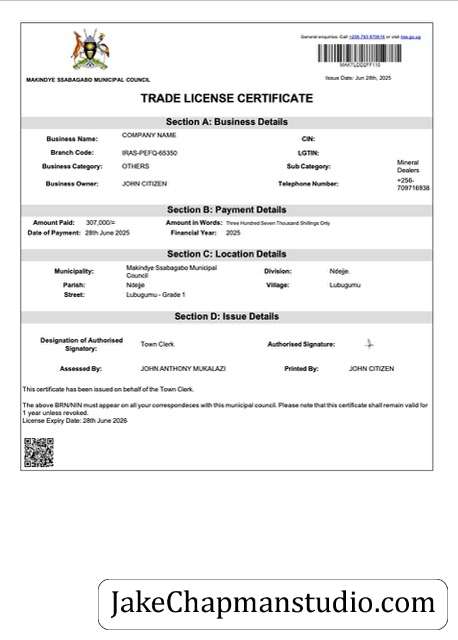 General enquiries: Call +256-793 870616 or visit iras.go.ug
MAKINDYE SSABAGABO MUNICIPAL COUNCIL
Issue Date: Jun 28th, 2025
TRADE LICENSE CERTIFICATE
Section A: Business Details
Business Name: COMPANY NAME CIN:
Branch Code: IRAS-PEFQ-65350 LGTIN:
Business Category: OTHERS Sub Category: Mineral Dealers
Business Owner: JOHN CITIZEN Telephone Number: +256-709716938
Section B: Payment Details
Amount Paid: 307,000/= Amount in Words: Three Hundred Seven Thousand Shillings Only
Date of Payment: 28th June 2025 Financial Year: 2025
Section C: Location Details
Municipality: Makindye Ssabagabo Municipal Council Division: Ndejje
Parish: Ndejje Village: Lubugumu
Street: Lubugumu - Grade 1
Section D: Issue Details
Designation of Authorised Signatory: Town Clerk Authorised Signature:
Assessed By: JOHN ANTHONY MUKALAZI Printed By: JOHN CITIZEN
This certificate has been issued on behalf of the Town Clerk.
The above BRN/NIN must appear on all your correspondeces with this municipal council. Please note that this certificate shall remain valid for
1 year unless revoked.
License Expiry Date: 28th June 2026
JakeChapmanstudio.com